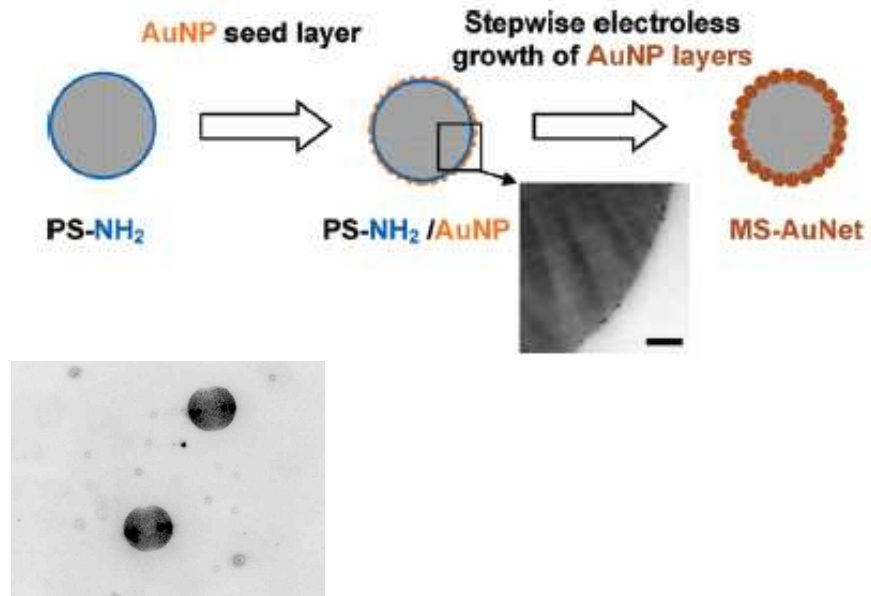 AuNP seed layer
Stepwise electroless
growth of AuNP layers
PS-NH₂
PS-NH₂ /AuNP
MS-AuNet